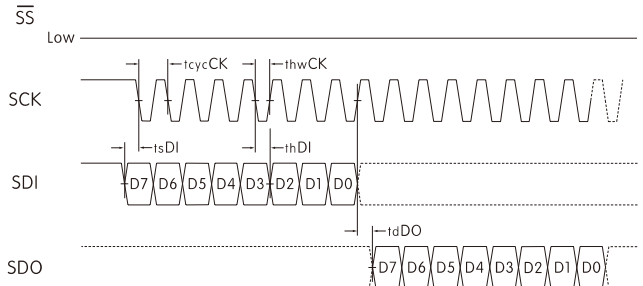 SS
Low
SCK
tcycCK
thwCK
tsDI
thDI
SDI
D7 D6 D5 D4 D3 D2 D1 D0
tdDO
SDO
D7 D6 D5 D4 D3 D2 D1 D0